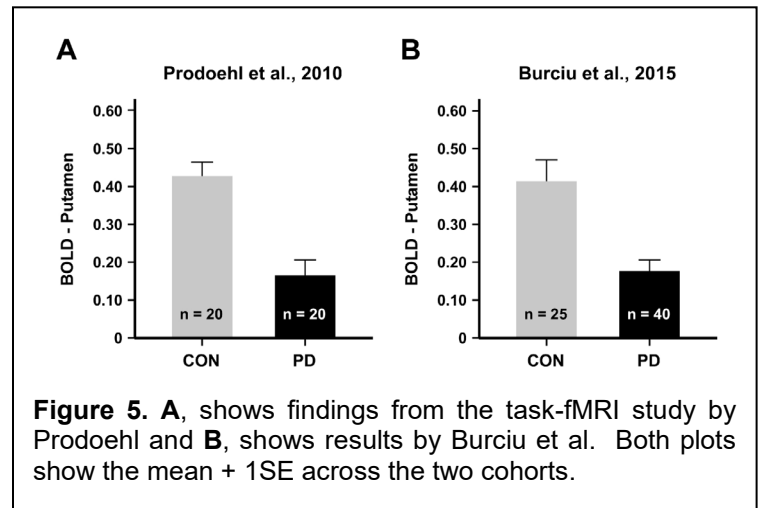 A
Prodoehl et al., 2010
BOLD - Putamen
0.60
0.50
0.40
0.30
0.20
0.10
0
n = 20
n = 20
CON
PD
B
Burciu et al., 2015
BOLD - Putamen
0.60
0.50
0.40
0.30
0.20
0.10
0
n = 25
n = 40
CON
PD
Figure 5. A, shows findings from the task-fMRI study by
Prodoehl and B, shows results by Burciu et al. Both plots
show the mean + 1SE across the two cohorts.